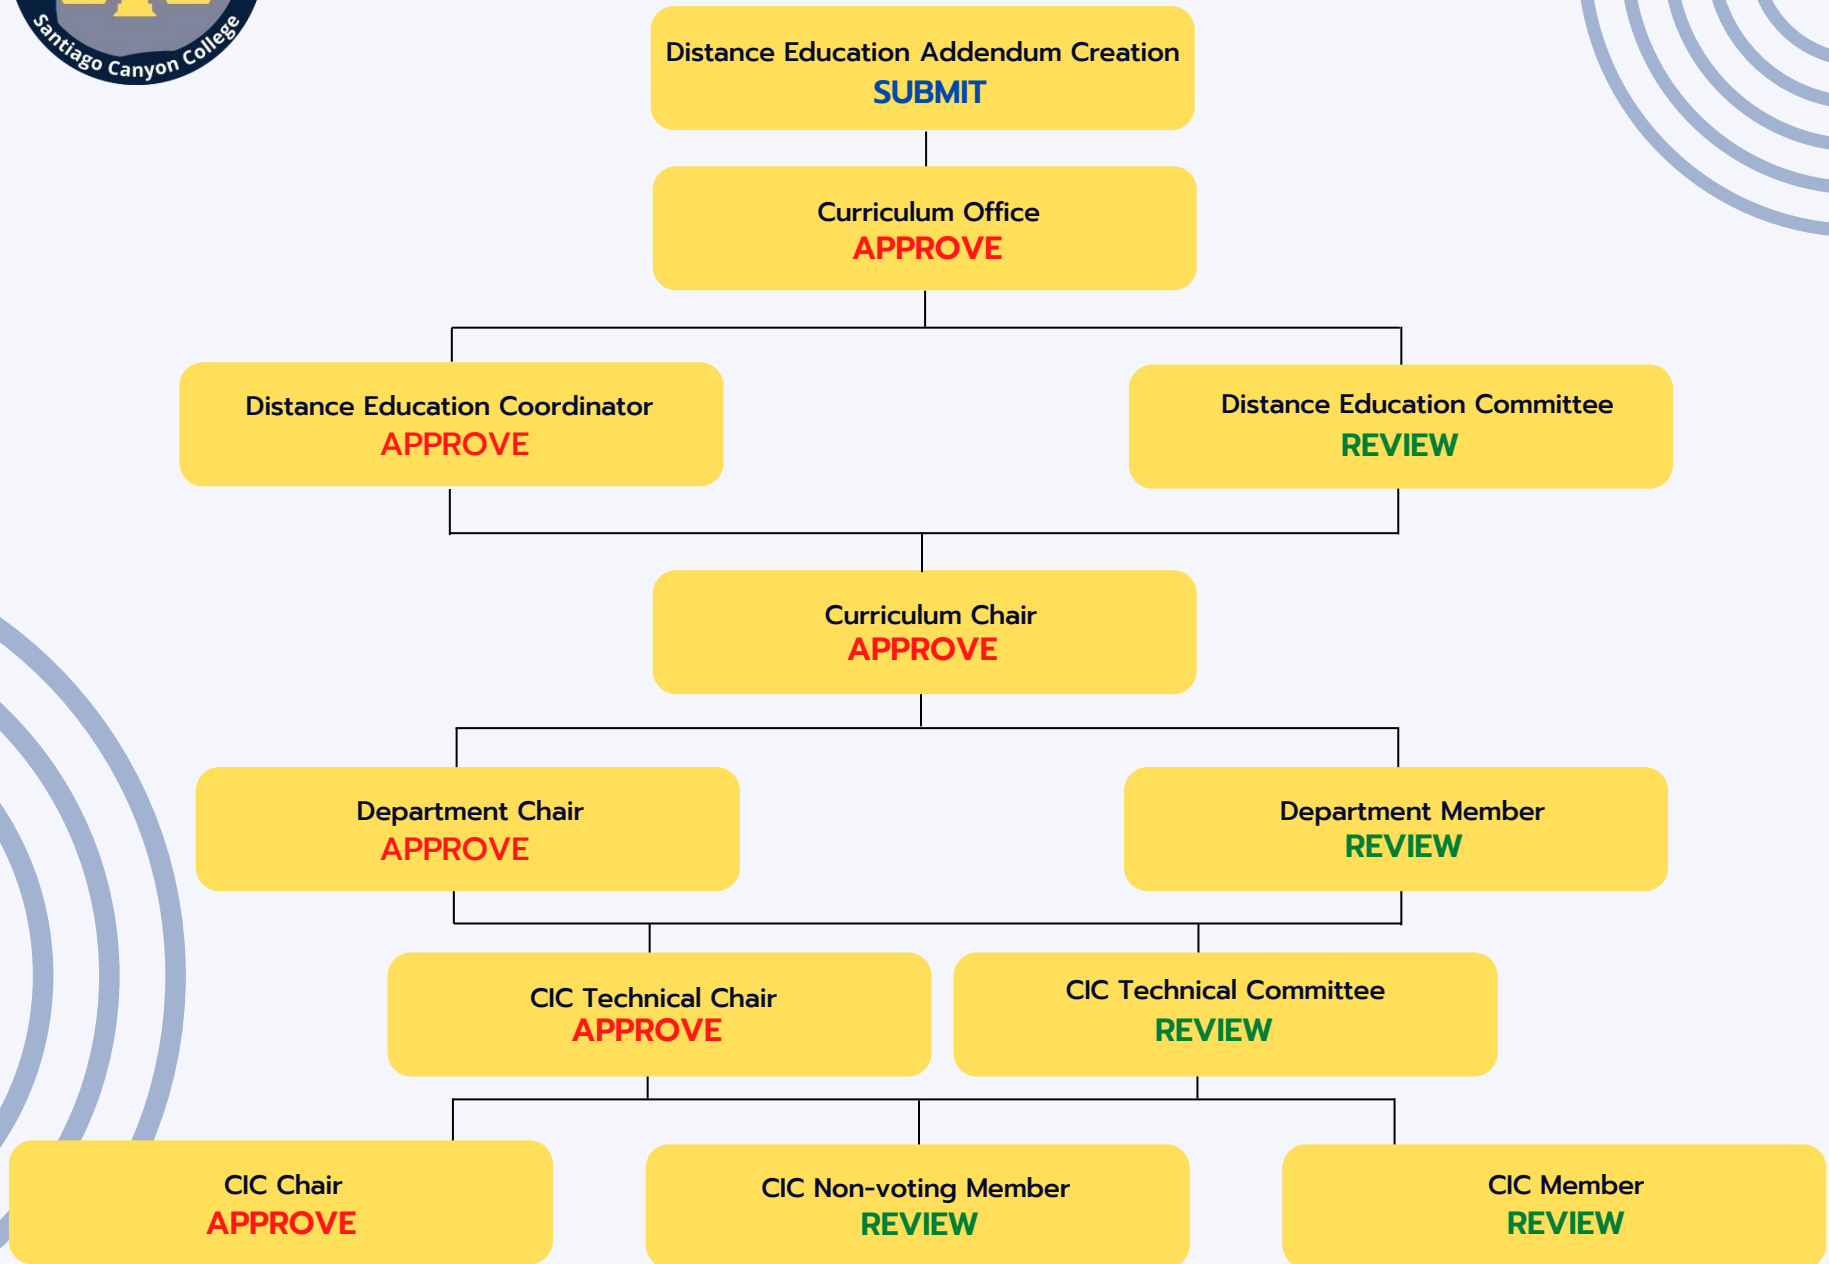 Santiago Canyon College
Distance Education Addendum Creation
SUBMIT
Curriculum Office
APPROVE
Distance Education Coordinator
APPROVE
Distance Education Committee
REVIEW
Curriculum Chair
APPROVE
Department Chair
APPROVE
Department Member
REVIEW
CIC Technical Chair
APPROVE
CIC Technical Committee
REVIEW
CIC Chair
APPROVE
CIC Non-voting Member
REVIEW
CIC Member
REVIEW